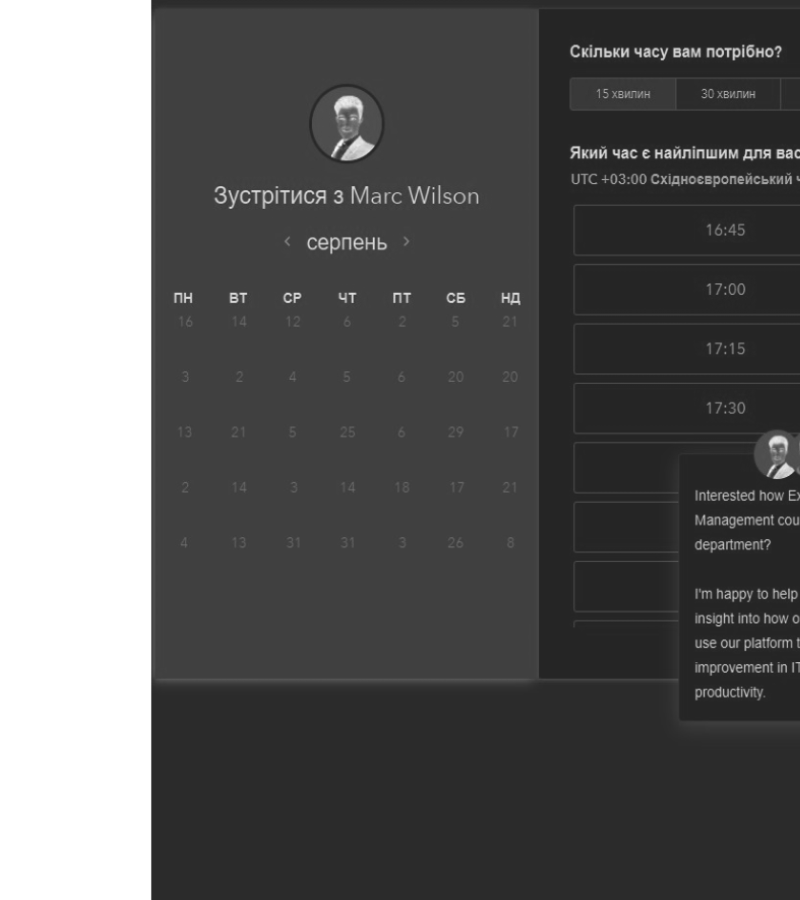 Зустрітися з Marc Wilson
серпень
ПН ВТ СР ЧТ ПТ СБ НД
16 14 12 6 2 5 21
3 2 4 5 6 20 20
13 21 5 25 6 29 17
2 14 3 14 18 17 21
4 13 31 31 3 26 8
Скільки часу вам потрібно?
15 хвилин 30 хвилин
Який час є найліпшим для вас
UTC +03:00 Східноєвропейський ч
16:45
17:00
17:15
17:30
Interested how Ex
Management cou
department?
I'm happy to help
insight into how o
use our platform t
improvement in IT
productivity.